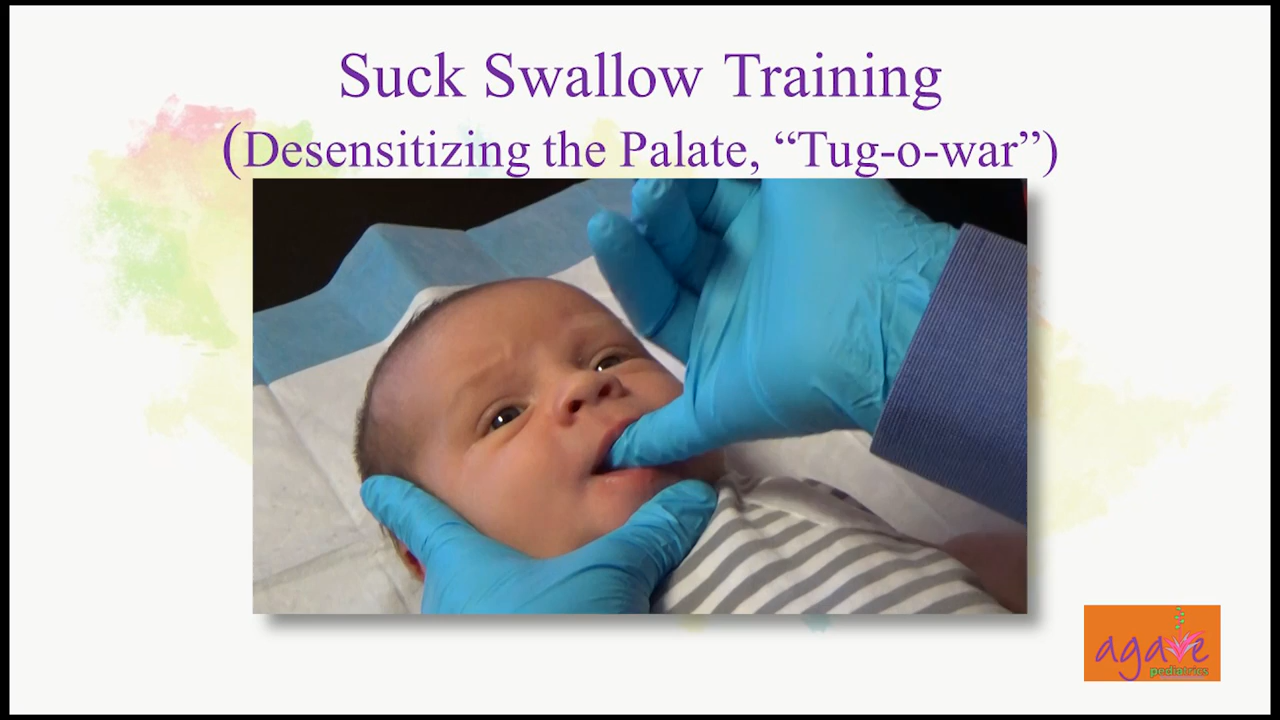 Suck Swallow Training
(Desensitizing the Palate, “Tug-o-war”)
agave
pediatrics